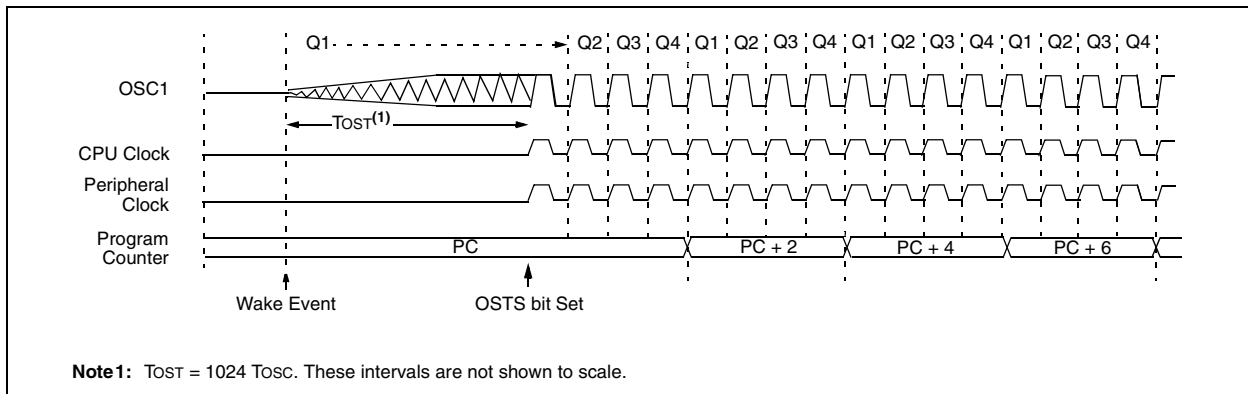 Q1 Q2 Q3 Q4 Q1 Q2 Q3 Q4 Q1 Q2 Q3 Q4 Q1 Q2 Q3 Q4
OSC1
TOST(1)
CPU Clock
Peripheral
Clock
Program
Counter
PC PC + 2 PC + 4 PC + 6
Wake Event OSTS bit Set
Note1: TOST = 1024 TOSC. These intervals are not shown to scale.